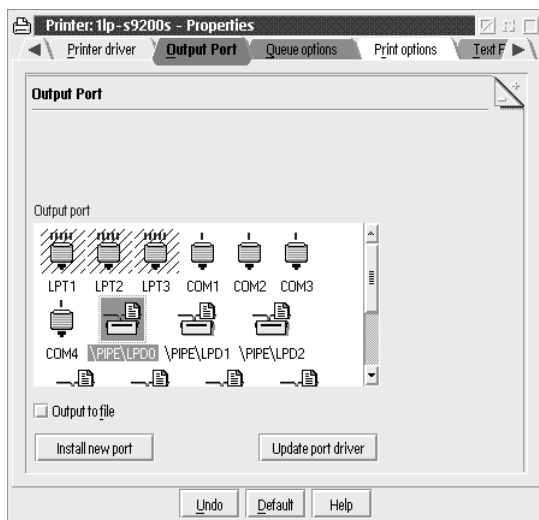 Printer: 1lp-s9200s - Properties
Printer driver Output Port Queue options Print options Text F
Output Port
Output port
LPT1 LPT2 LPT3 COM1 COM2 COM3
COM4 \PIPE\LPD0 \PIPE\LPD1 \PIPE\LPD2
Output to file
Install new port Update port driver
Undo Default Help